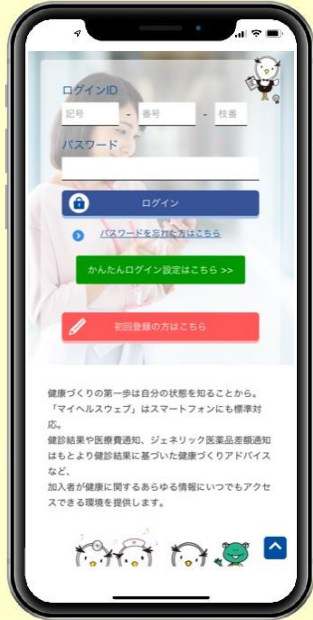 ログインID
記号 - 番号 - 枝番
パスワード
ログイン
パスワードを忘れた方はこちら
かんたんログイン設定はこちら >>
初回登録の方はこちら
健康づくりの第一歩は自分の状態を知ることから。
「マイヘルスウェブ」はスマートフォンにも標準対
応。
健診結果や医療費通知、ジェネリック医薬品差額通知
はもとより健診結果に基づいた健康づくりアドバイス
など、
加入者が健康に関するあらゆる情報にいつでもアクセ
スできる環境を提供します。